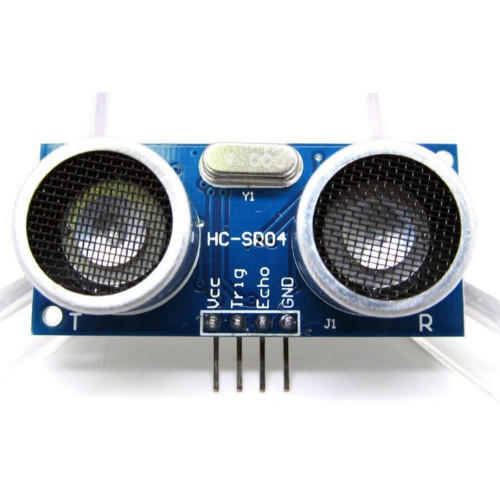 Y1
HC-SR04
Vcc
Trig
Echo
GND
T
J1
R